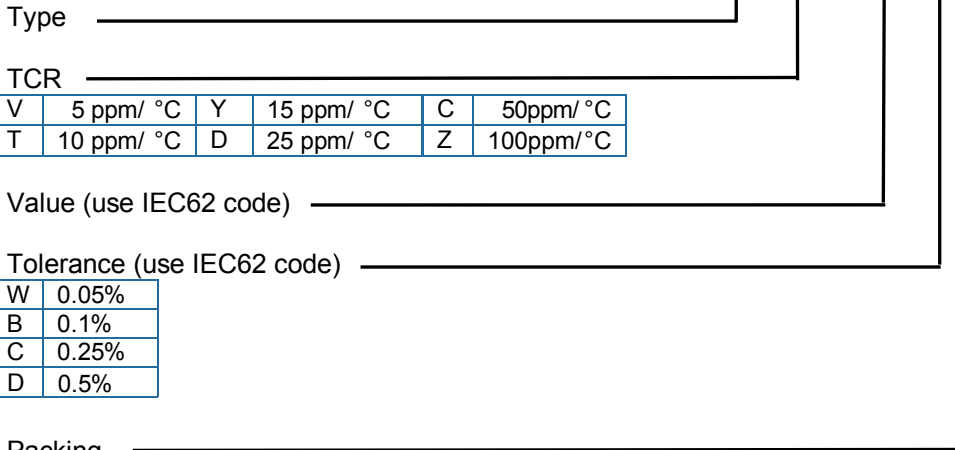 Type
TCR
V 5 ppm/ °C Y 15 ppm/ °C C 50ppm/°C
T 10 ppm/ °C D 25 ppm/ °C Z 100ppm/°C
Value (use IEC62 code)
Tolerance (use IEC62 code)
W 0.05%
B 0.1%
C 0.25%
D 0.5%
Packing